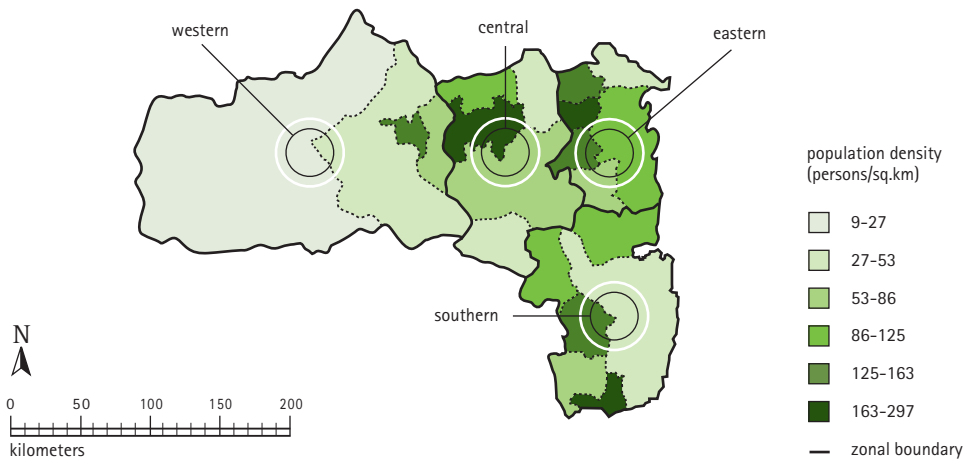 western
central
eastern
southern
population density
(persons/sq.km)
9-27
27-53
53-86
86-125
125-163
163-297
zonal boundary
N
0 50 100 150 200
kilometers